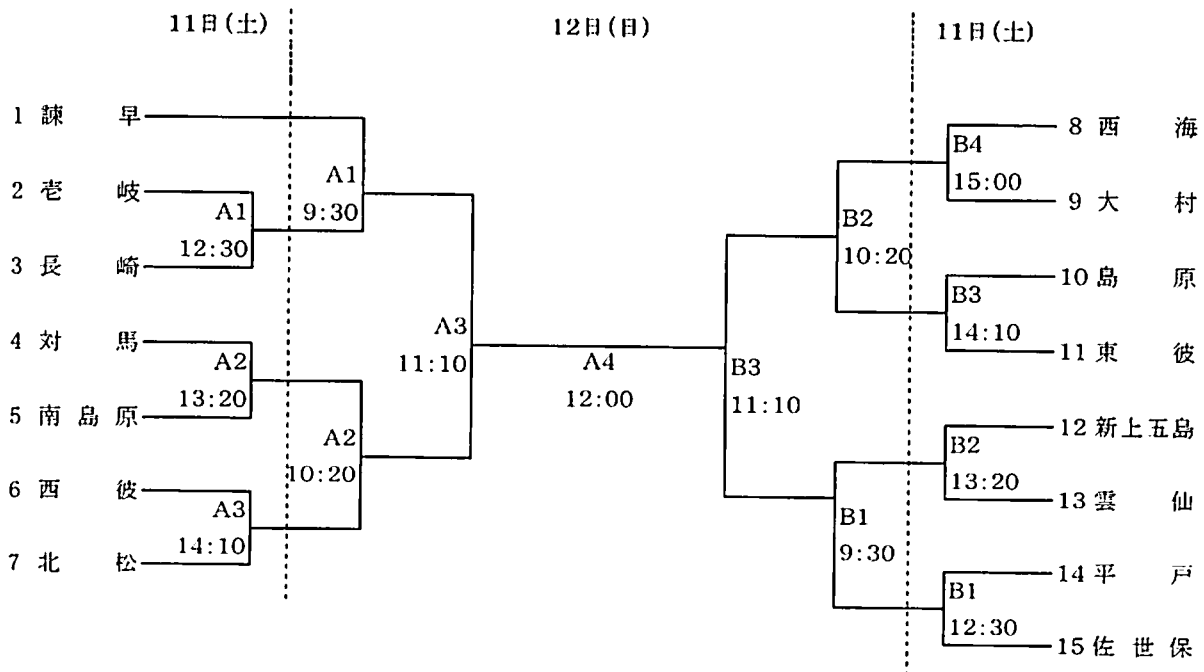 11日(土)
12日(日)
11日(土)
1 諫早
2 壱岐
3 長崎
4 対馬
5 南島原
6 西彼
7 北松
A1
12:30
A2
13:20
A3
14:10
A1
9:30
A2
10:20
A3
11:10
A4
12:00
B3
11:10
B2
10:20
B1
9:30
B4
15:00
B3
14:10
B2
13:20
B1
12:30
8 西海
9 大村
10 島原
11 東彼
12 新上五島
13 雲仙
14 平戸
15 佐世保